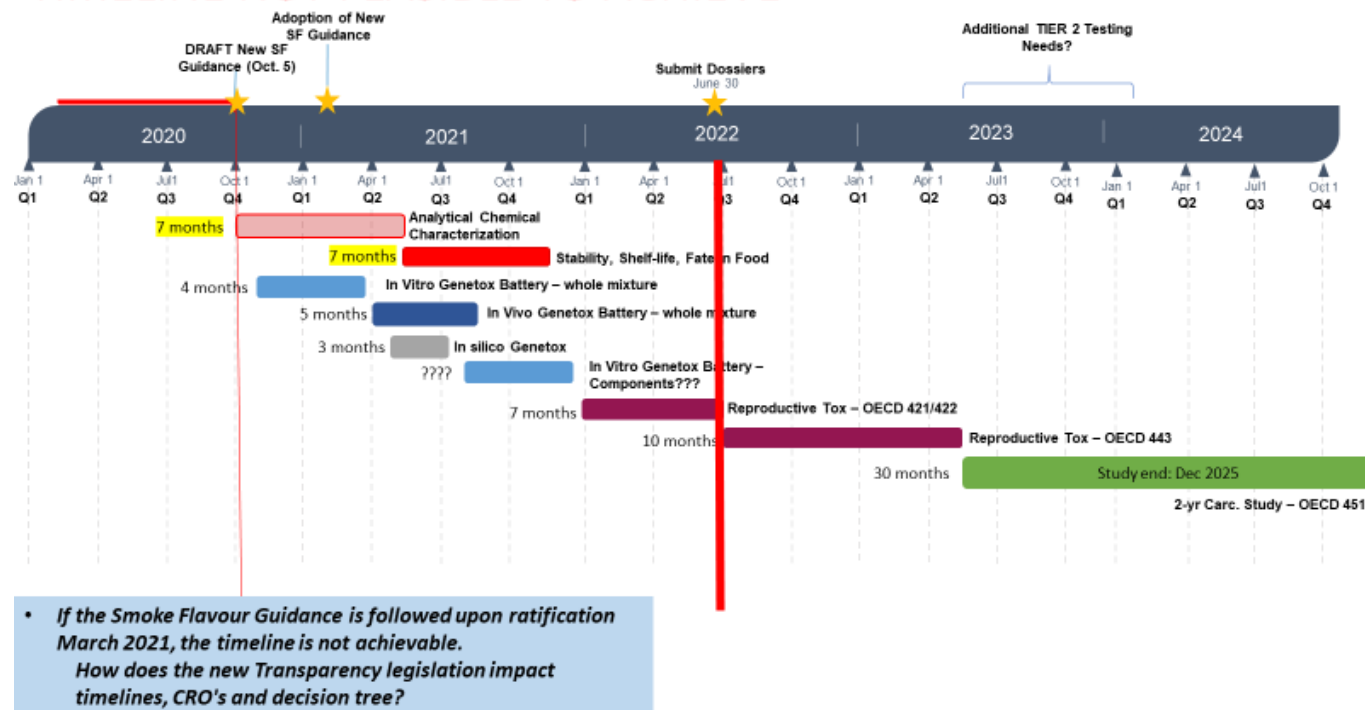 Adoption of New
SF Guidance
DRAFT New SF
Guidance (Oct. 5)
Submit Dossiers
June 30
Additional TIER 2 Testing
Needs?
2020 2021 2022 2023 2024
Jan 1 Apr 1 Jul1 Oct 1 Jan 1 Apr 1 Jul1 Oct 1 Jan 1 Apr 1 Jul1 Oct 1 Jan 1 Apr 1 Jul1 Oct 1 Jan 1 Apr 1 Jul1 Oct 1
Q1 Q2 Q3 Q4 Q1 Q2 Q3 Q4 Q1 Q2 Q3 Q4 Q1 Q2 Q3 Q4 Q1 Q2 Q3 Q4
7 months
Analytical Chemical
Characterization
7 months
Stability, Shelf-life, Fate in Food
4 months
In Vitro Genetox Battery – whole mixture
5 months
In Vivo Genetox Battery – whole mixture
3 months
In silico Genetox
????
In Vitro Genetox Battery –
Components???
7 months
Reproductive Tox – OECD 421/422
10 months
Reproductive Tox – OECD 443
30 months
Study end: Dec 2025
2-yr Carc. Study – OECD 451
• If the Smoke Flavour Guidance is followed upon ratification
March 2021, the timeline is not achievable.
How does the new Transparency legislation impact
timelines, CRO's and decision tree?